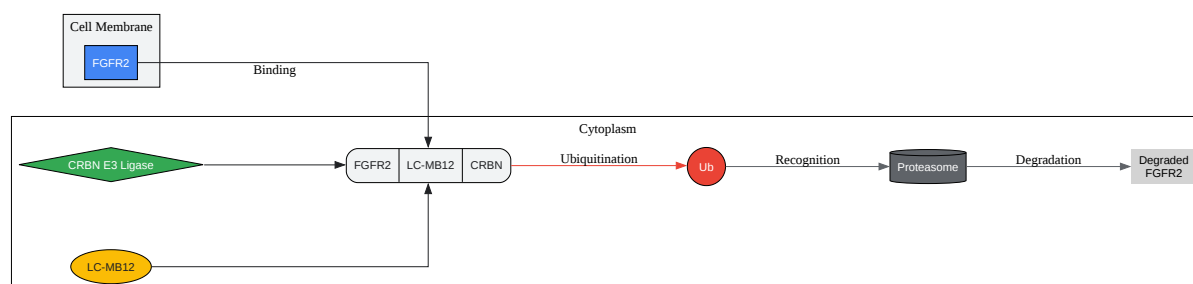 Cell Membrane
FGFR2
Binding
Cytoplasm
CRBN E3 Ligase
FGFR2
LC-MB12
CRBN
Ubiquitination
Ub
Recognition
Proteasome
Degradation
Degraded
FGFR2
LC-MB12